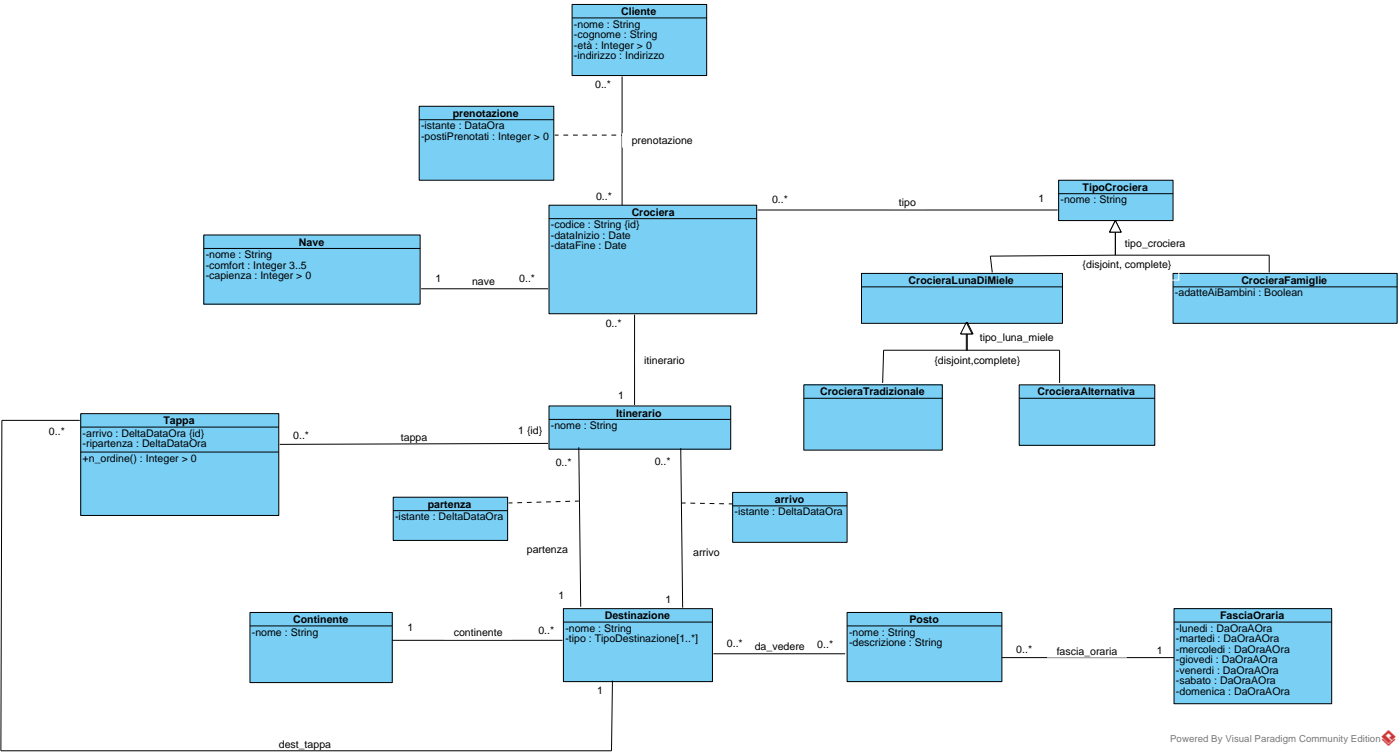 Cliente
-nome : String
-cognome : String
-età : Integer > 0
-indirizzo : Indirizzo
0..*
prenotazione
-istante : DataOra
-postiPrenotati : Integer > 0
prenotazione
0..*
Crociera
-codice : String {id}
-dataInizio : Date
-dataFine : Date
0..*
tipo
1
TipoCrociera
-nome : String
tipo_crociera
{disjoint, complete}
Nave
-nome : String
-comfort : Integer 3..5
-capienza : Integer > 0
1
nave
0..*
CrocieraLunaDiMiele
CrocieraFamiglie
-adatteAiBambini : Boolean
tipo_luna_miele
{disjoint,complete}
CrocieraTradizionale
CrocieraAlternativa
0..*
itinerario
1
Itinerario
-nome : String
0..*
Tappa
-arrivo : DeltaDataOra {id}
-ripartenza : DeltaDataOra
+n_ordine() : Integer > 0
0..*
tappa
1 {id}
0..*
0..*
partenza
-istante : DeltaDataOra
arrivo
-istante : DeltaDataOra
partenza
arrivo
1
1
Continente
-nome : String
1
continente
0..*
Destinazione
-nome : String
-tipo : TipoDestinazione[1..*]
0..*
da_vedere
0..*
Posto
-nome : String
-descrizione : String
0..*
fascia_oraria
1
FasciaOraria
-lunedi : DaOraAOra
-martedi : DaOraAOra
-mercoledi : DaOraAOra
-giovedi : DaOraAOra
-venerdi : DaOraAOra
-sabato : DaOraAOra
-domenica : DaOraAOra
1
dest_tappa
Powered By Visual Paradigm Community Edition